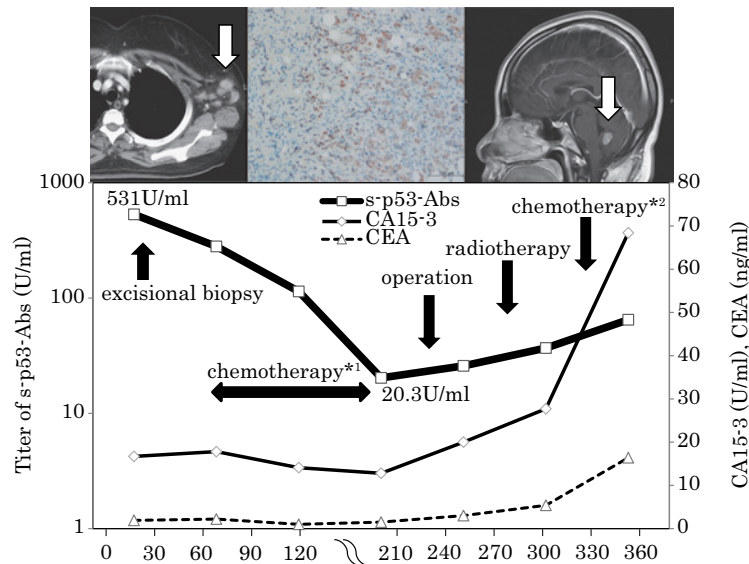 1000
80
531U/ml
s-p53-Abs
CA15-3
CEA
chemotherapy*2
70
radiotherapy
60
operation
excisional biopsy
100
50
40
chemotherapy*1
20.3U/ml
30
10
20
10
1
0
Titer of s-p53-Abs (U/ml)
CA15-3 (U/ml), CEA (ng/ml)
0 30 60 90 120 210 240 270 300 330 360